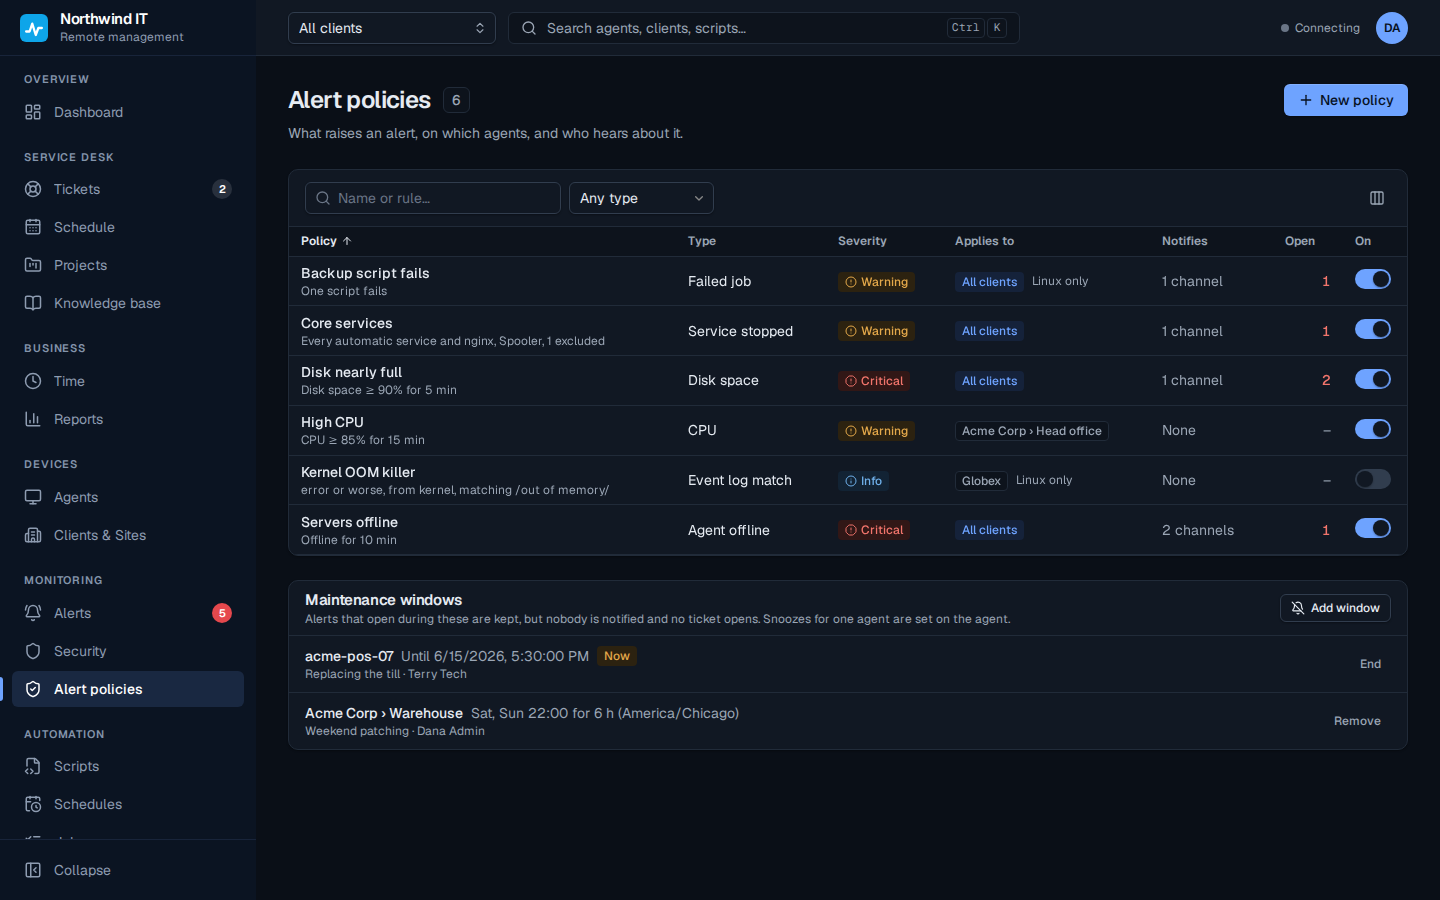 Northwind IT
Remote management
All clients
Search agents, clients, scripts...
Ctrl K
Connecting
DA
OVERVIEW
Dashboard
SERVICE DESK
Tickets 2
Schedule
Projects
Knowledge base
BUSINESS
Time
Reports
DEVICES
Agents
Clients & Sites
MONITORING
Alerts 5
Security
Alert policies
AUTOMATION
Scripts
Schedules
Collapse
Alert policies 6
What raises an alert, on which agents, and who hears about it.
+ New policy
Name or rule...
Any type
Policy ↑ Type Severity Applies to Notifies Open On
Backup script fails
One script fails
Failed job Warning All clients Linux only 1 channel 1
Core services
Every automatic service and nginx, Spooler, 1 excluded
Service stopped Warning All clients 1 channel 1
Disk nearly full
Disk space ≥ 90% for 5 min
Disk space Critical All clients 1 channel 2
High CPU
CPU ≥ 85% for 15 min
CPU Warning Acme Corp › Head office None –
Kernel OOM killer
error or worse, from kernel, matching /out of memory/
Event log match Info Globex Linux only None –
Servers offline
Offline for 10 min
Agent offline Critical All clients 2 channels 1
Maintenance windows
Alerts that open during these are kept, but nobody is notified and no ticket opens. Snoozes for one agent are set on the agent.
Add window
acme-pos-07 Until 6/15/2026, 5:30:00 PM Now
Replacing the till · Terry Tech
End
Acme Corp › Warehouse Sat, Sun 22:00 for 6 h (America/Chicago)
Weekend patching · Dana Admin
Remove